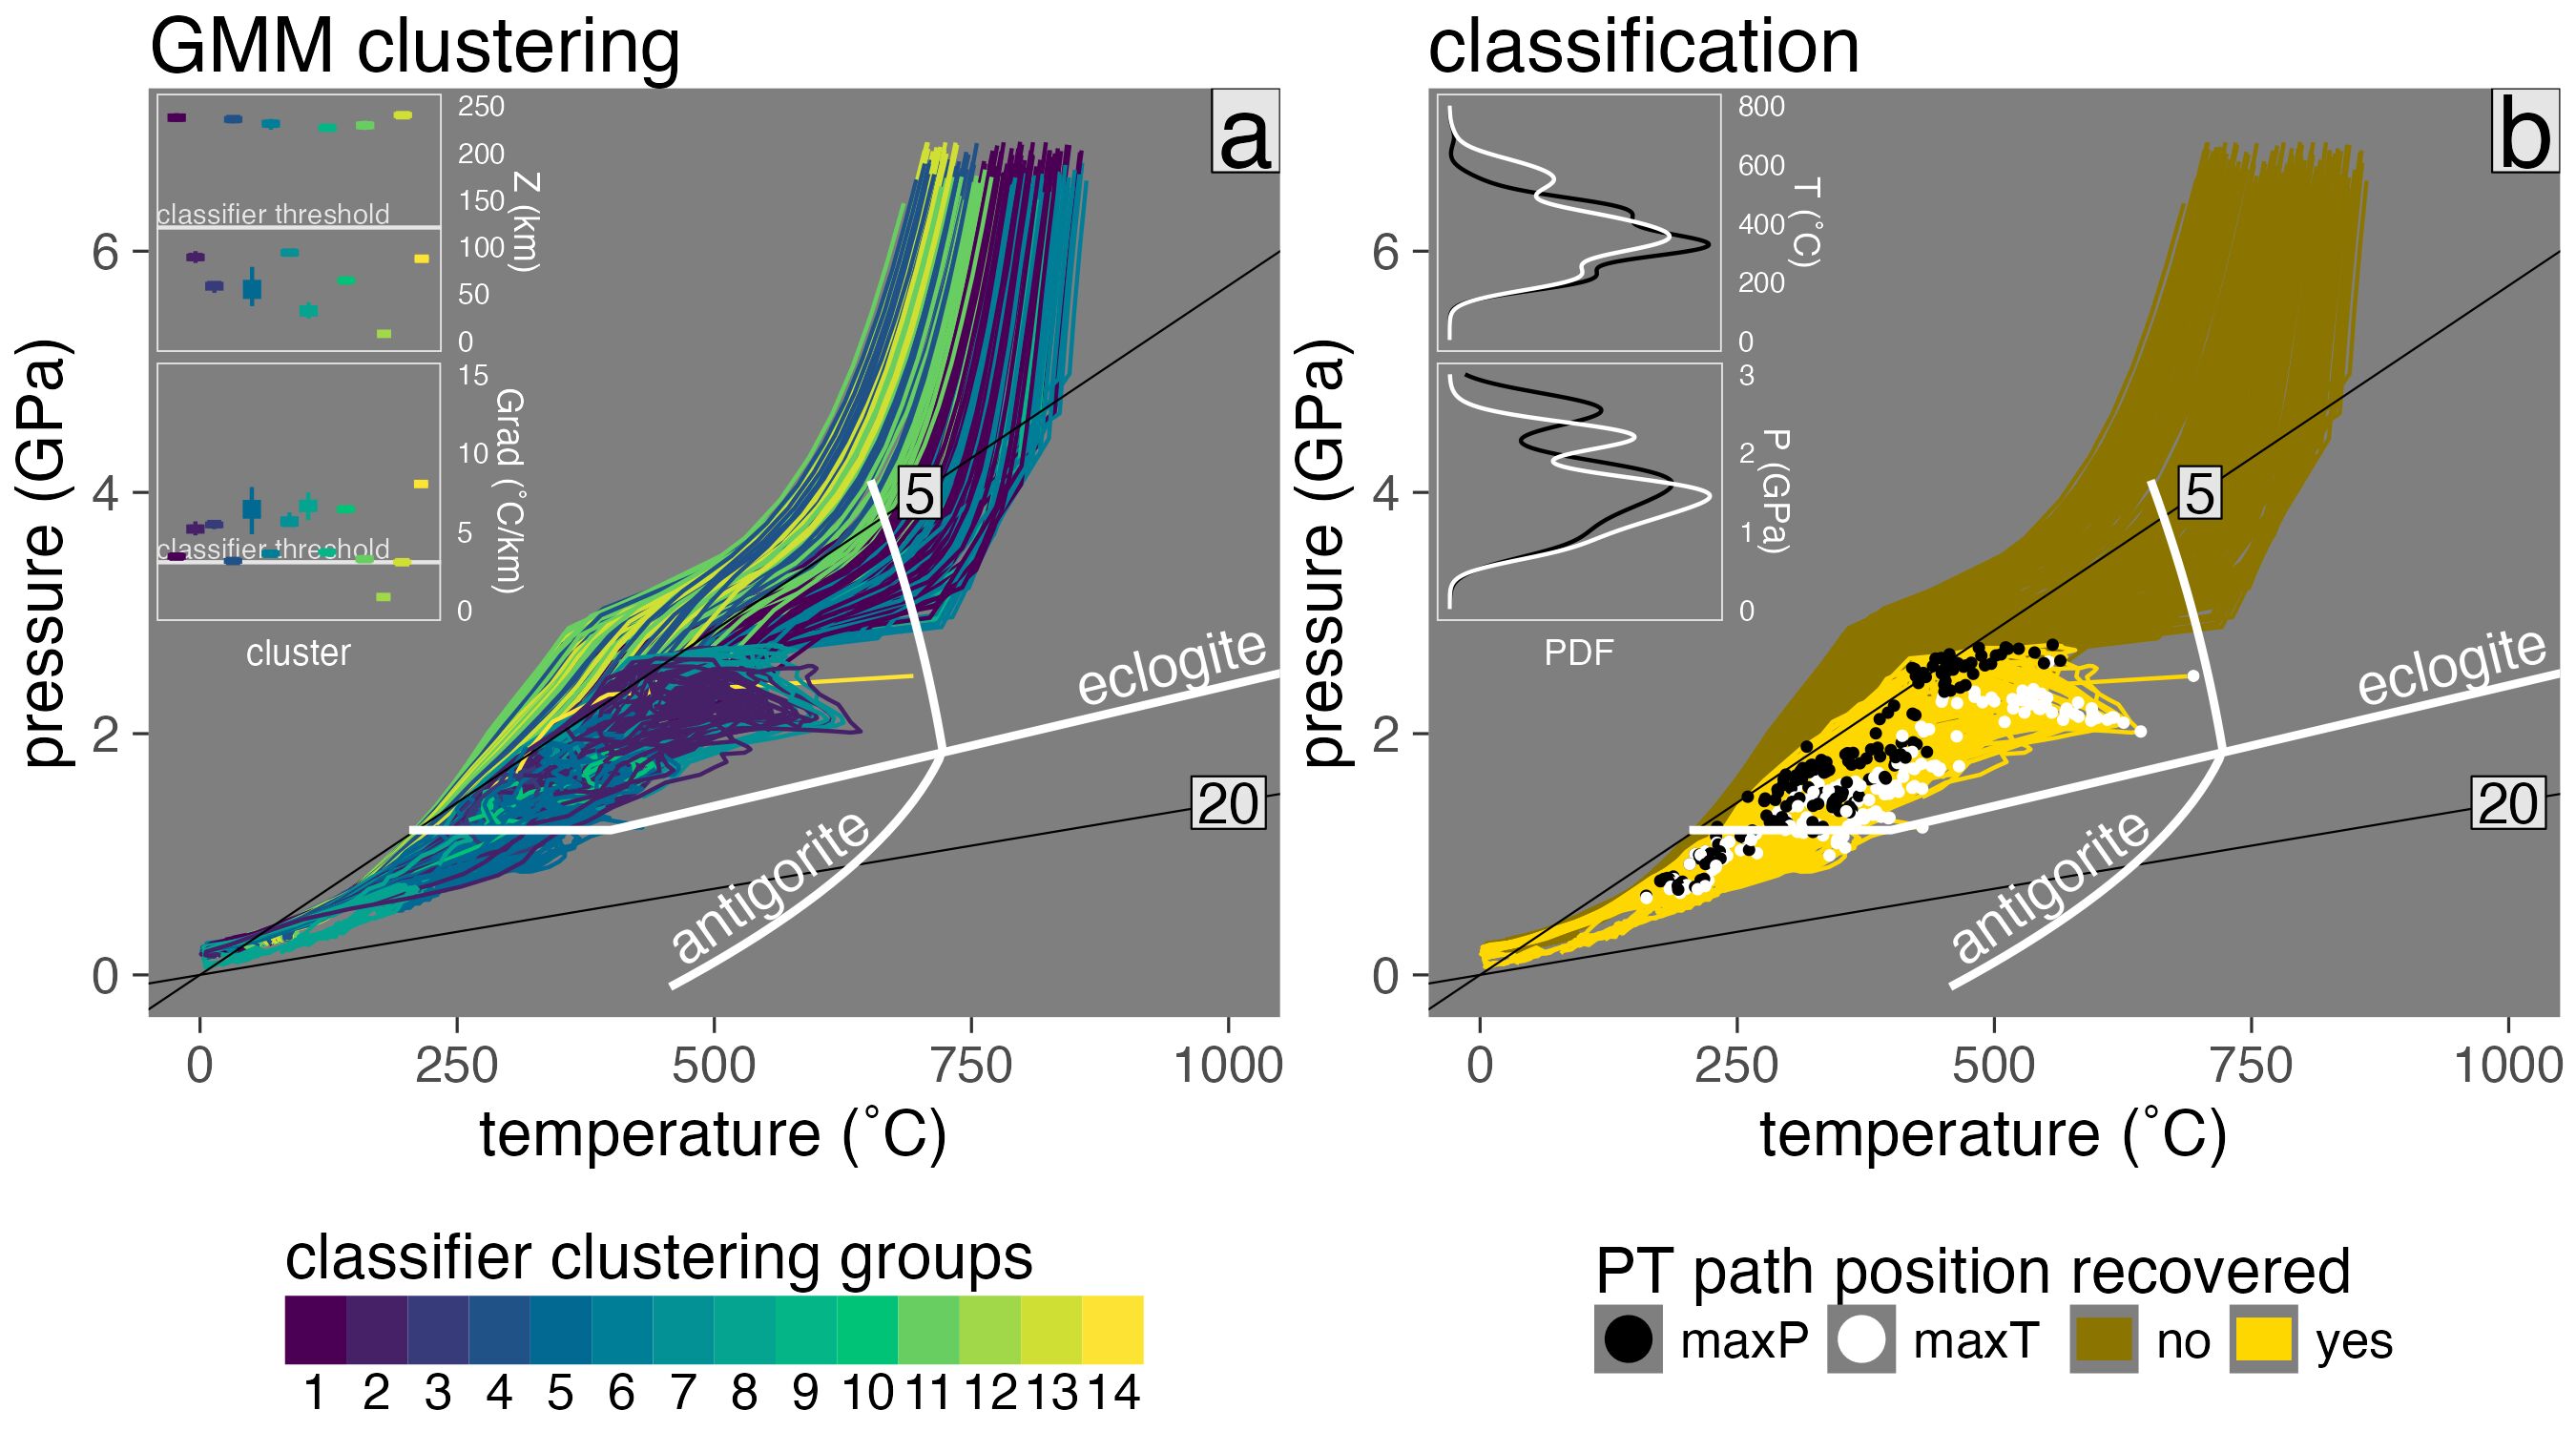 GMM clustering
a
250
200
150
100
50
0
Z (km)
classifier threshold
15
10
5
0
Grad (˚C/km)
classifier threshold
cluster
5
20
eclogite
antigorite
6
4
2
0
pressure (GPa)
0 250 500 750 1000
temperature (˚C)
classifier clustering groups
1 2 3 4 5 6 7 8 9 10 11 12 13 14
classification
b
800
600
400
200
0
T (˚C)
3
2
1
0
P (GPa)
PDF
5
20
eclogite
antigorite
6
4
2
0
pressure (GPa)
0 250 500 750 1000
temperature (˚C)
PT path position recovered
maxP maxT no yes